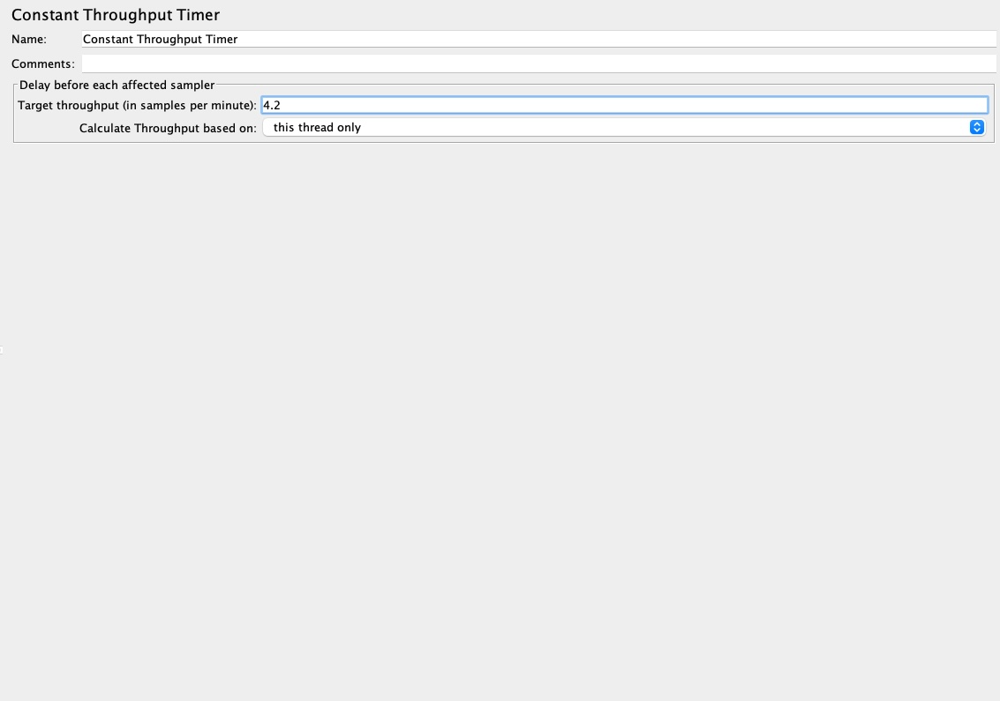 Constant Throughput Timer
Name: Constant Throughput Timer
Comments:
Delay before each affected sampler
Target throughput (in samples per minute): 4.2
Calculate Throughput based on: this thread only